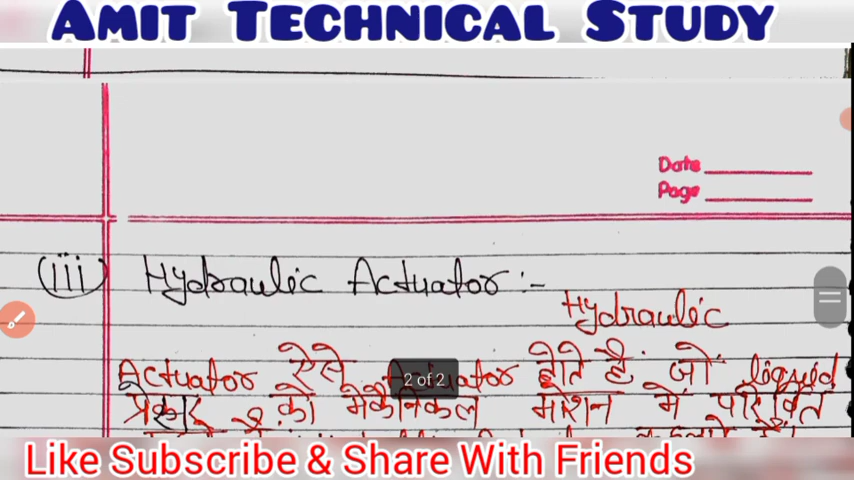 AMIT TECHNICAL STUDY
Date
Page
(iii) Hydraulic Actuator :-
Hydraulic
Actuator ऐसे Actuator होते है जो liquid
को मेकैनिकल मोशन में परिवर्तित
2 of 2
Like Subscribe & Share With Friends